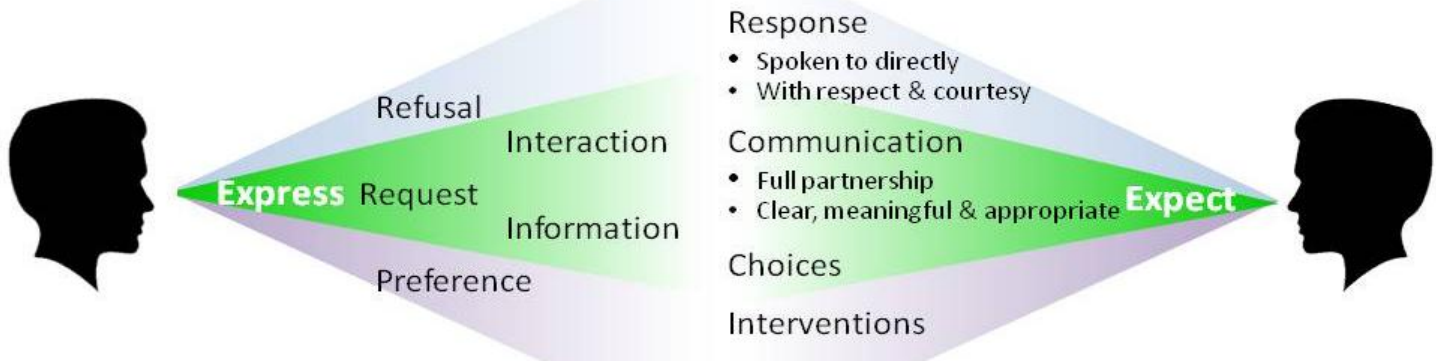 Refusal
Interaction
Express Request
Information
Preference
Response
• Spoken to directly
• With respect & courtesy
Communication
• Full partnership
• Clear, meaningful & appropriate
Expect
Choices
Interventions